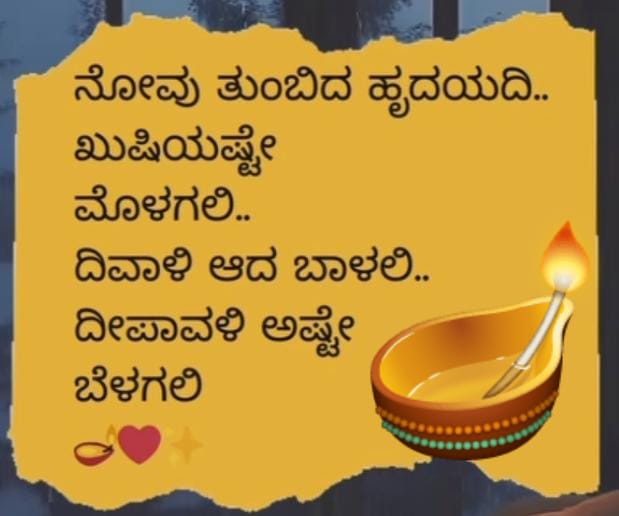 ನೋವು ತುಂಬಿದ ಹೃದಯದಿ..
ಖುಷಿಯಷ್ಟೇ
ಮೊಳಗಲಿ..
ದಿವಾಳಿ ಆದ ಬಾಳಲಿ..
ದೀಪಾವಳಿ ಅಷ್ಟೇ
ಬೆಳಗಲಿ
🪔❤️✨